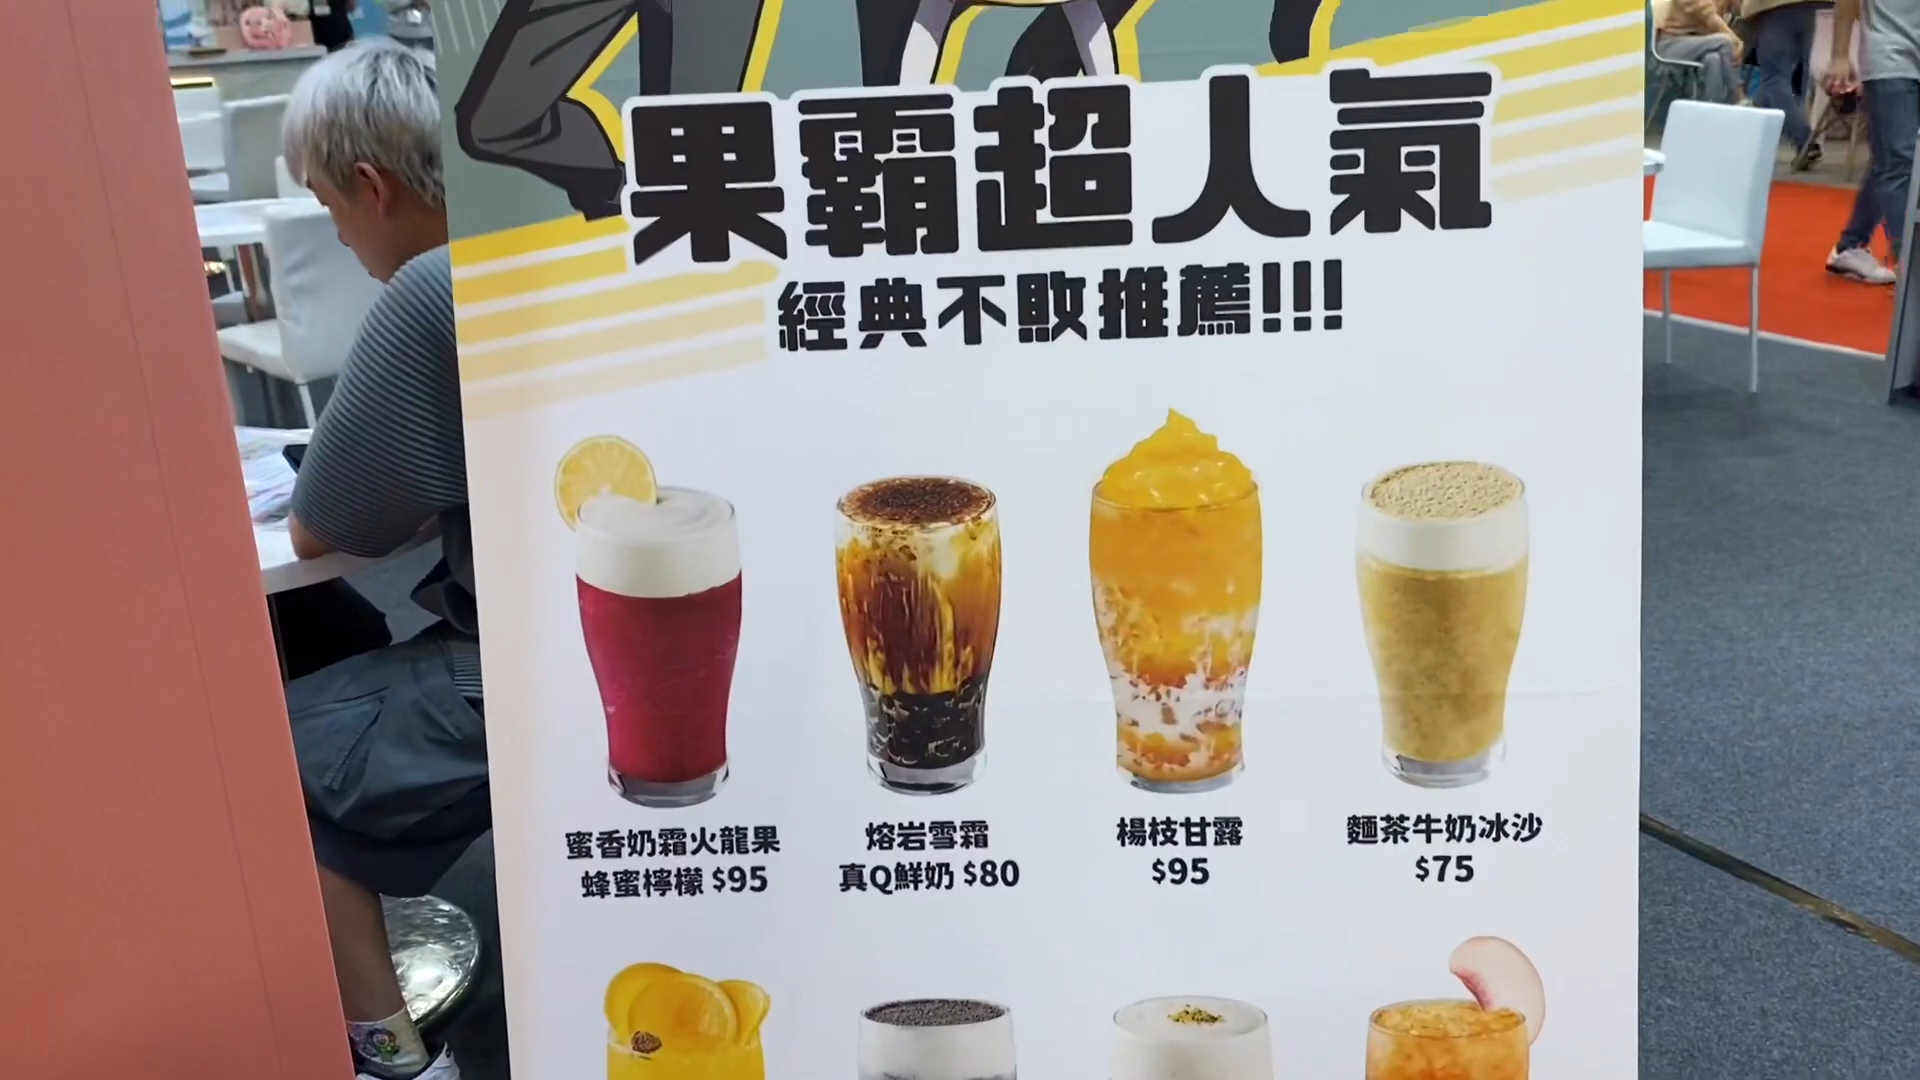 果霸超人氣
經典不敗推薦!!!
蜜香奶霜火龍果
蜂蜜檸檬 $95
熔岩雪霜
真Q鮮奶 $80
楊枝甘露
$95
麵茶牛奶冰沙
$75